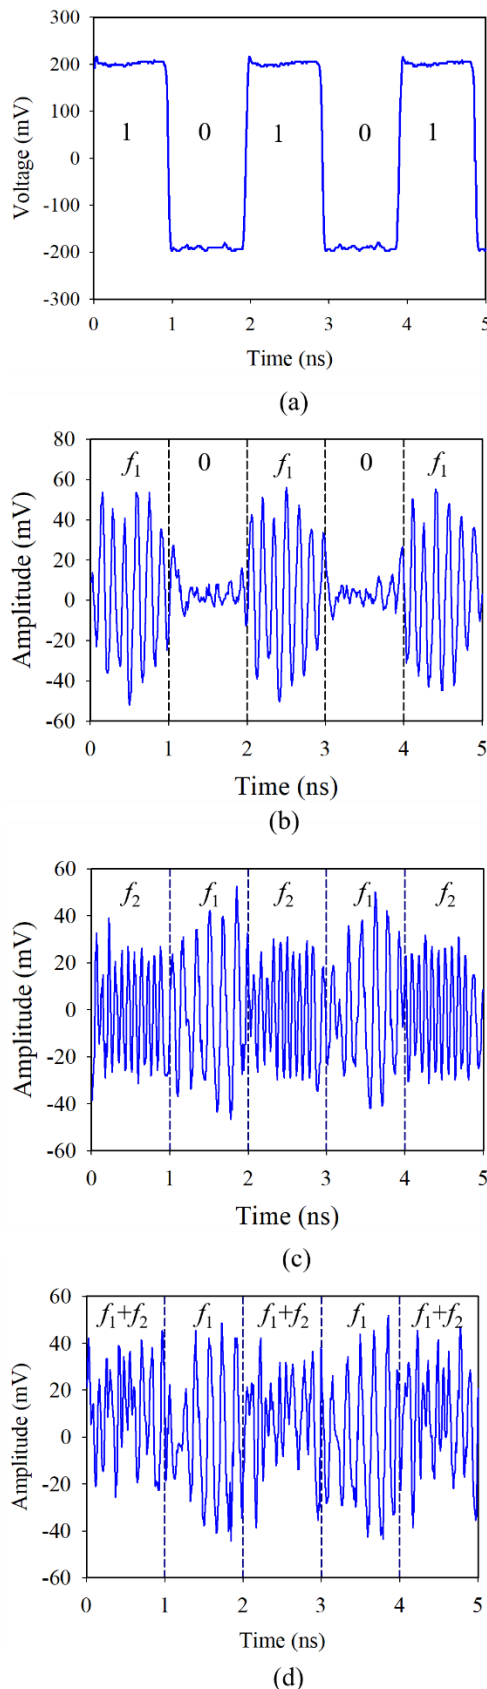 300
200
100
0
-100
-200
-300
Voltage (mV)
1 0 1 0 1
0 1 2 3 4 5
Time (ns)
(a)
80
60
40
20
0
-20
-40
-60
Amplitude (mV)
f1 0 f1 0 f1
0 1 2 3 4 5
Time (ns)
(b)
60
40
20
0
-20
-40
-60
Amplitude (mV)
f2 f1 f2 f1 f2
0 1 2 3 4 5
Time (ns)
(c)
60
40
20
0
-20
-40
-60
Amplitude (mV)
f1+f2 f1 f1+f2 f1 f1+f2
0 1 2 3 4 5
Time (ns)
(d)